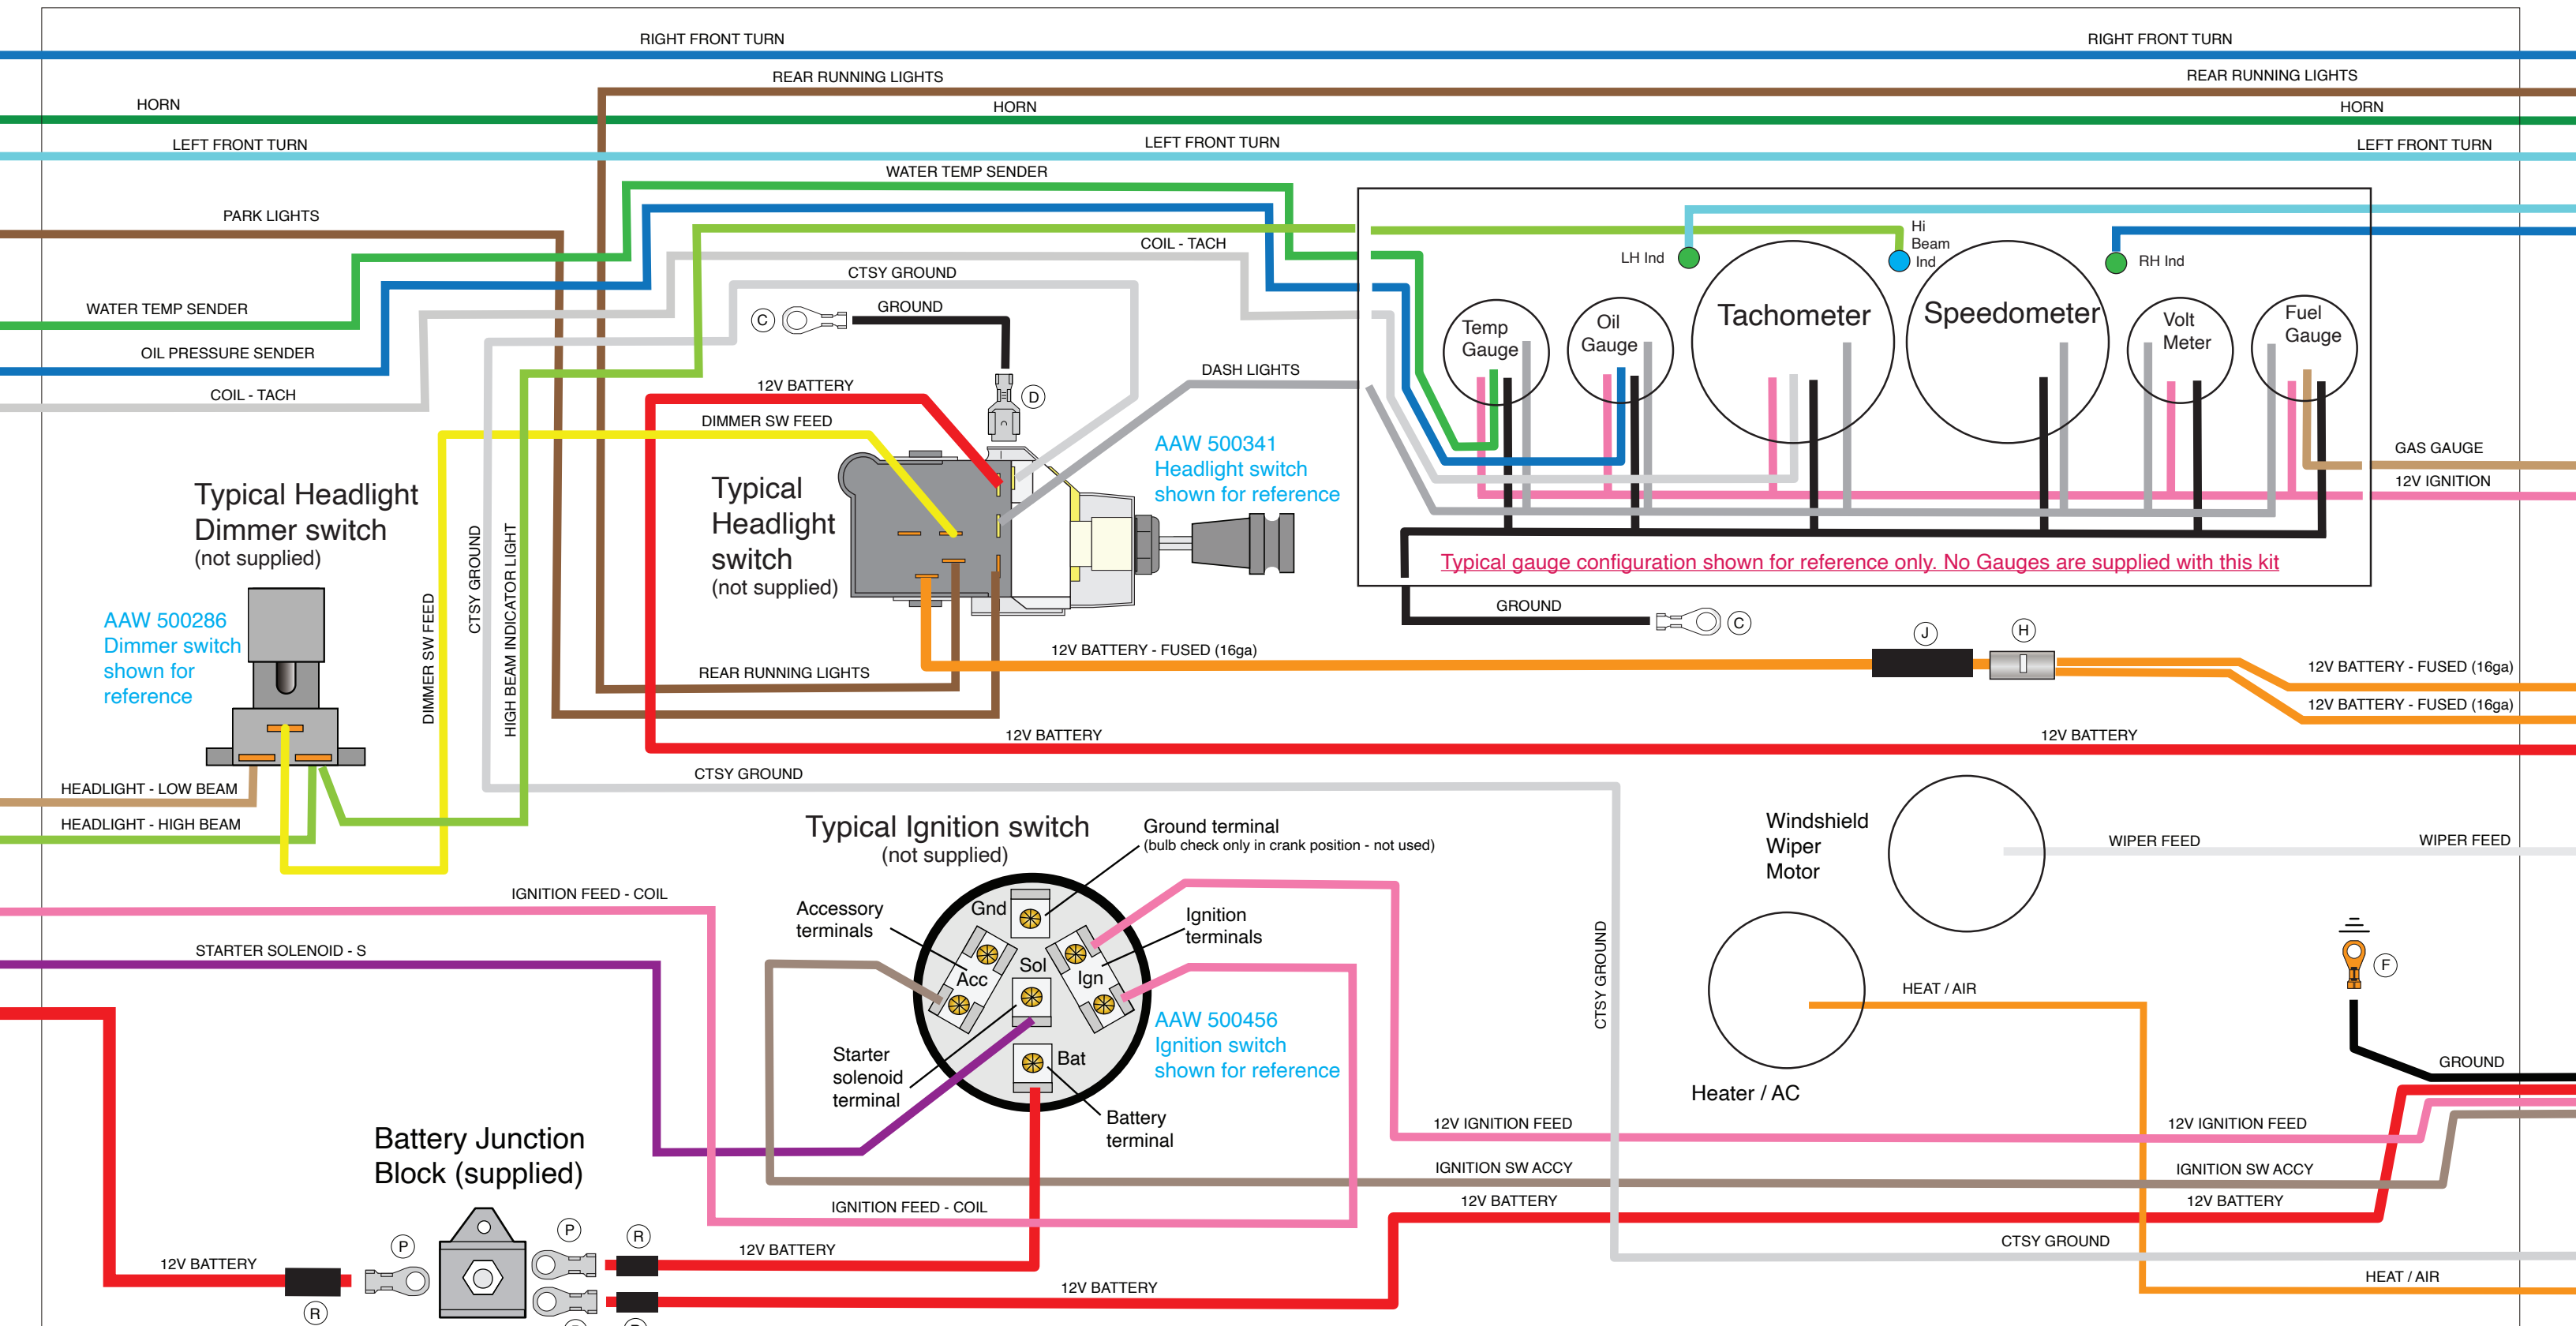 RIGHT FRONT TURN
RIGHT FRONT TURN
REAR RUNNING LIGHTS
REAR RUNNING LIGHTS
HORN
HORN
HORN
LEFT FRONT TURN
LEFT FRONT TURN
LEFT FRONT TURN
WATER TEMP SENDER
PARK LIGHTS
COIL - TACH
CTSY GROUND
C
GROUND
WATER TEMP SENDER
OIL PRESSURE SENDER
COIL - TACH
12V BATTERY
D
DASH LIGHTS
DIMMER SW FEED
LH Ind
Hi
Beam
Ind
RH Ind
Temp
Gauge
Oil
Gauge
Tachometer
Speedometer
Volt
Meter
Fuel
Gauge
GAS GAUGE
12V IGNITION
Typical gauge configuration shown for reference only. No Gauges are supplied with this kit
GROUND
C
AAW 500341
Headlight switch
shown for reference
Typical
Headlight
switch
(not supplied)
Typical Headlight
Dimmer switch
(not supplied)
AAW 500286
Dimmer switch
shown for
reference
DIMMER SW FEED
CTSY GROUND
HIGH BEAM INDICATOR LIGHT
12V BATTERY - FUSED (16ga)
J
H
12V BATTERY - FUSED (16ga)
12V BATTERY - FUSED (16ga)
REAR RUNNING LIGHTS
12V BATTERY
12V BATTERY
CTSY GROUND
HEADLIGHT - LOW BEAM
HEADLIGHT - HIGH BEAM
Typical Ignition switch
(not supplied)
Ground terminal
(bulb check only in crank position - not used)
Windshield
Wiper
Motor
WIPER FEED
WIPER FEED
IGNITION FEED - COIL
Accessory
terminals
Gnd
Ignition
terminals
Sol
Acc
Ign
STARTER SOLENOID - S
CTSY GROUND
F
HEAT / AIR
AAW 500456
Ignition switch
shown for reference
Starter
solenoid
terminal
Bat
Battery
terminal
Heater / AC
GROUND
12V IGNITION FEED
12V IGNITION FEED
Battery Junction
Block (supplied)
IGNITION SW ACCY
IGNITION SW ACCY
IGNITION FEED - COIL
12V BATTERY
12V BATTERY
P
P
R
12V BATTERY
12V BATTERY
CTSY GROUND
R
12V BATTERY
HEAT / AIR